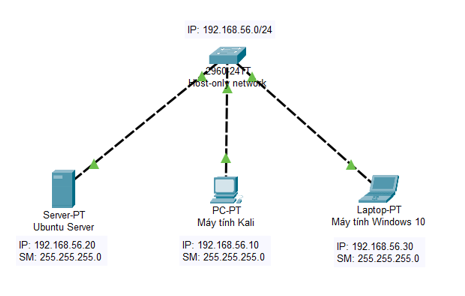 IP: 192.168.56.0/24
2960-24TT
Host-only network
Server-PT
Ubuntu Server
IP: 192.168.56.20
SM: 255.255.255.0
PC-PT
Máy tính Kali
IP: 192.168.56.10
SM: 255.255.255.0
Laptop-PT
Máy tính Windows 10
IP: 192.168.56.30
SM: 255.255.255.0